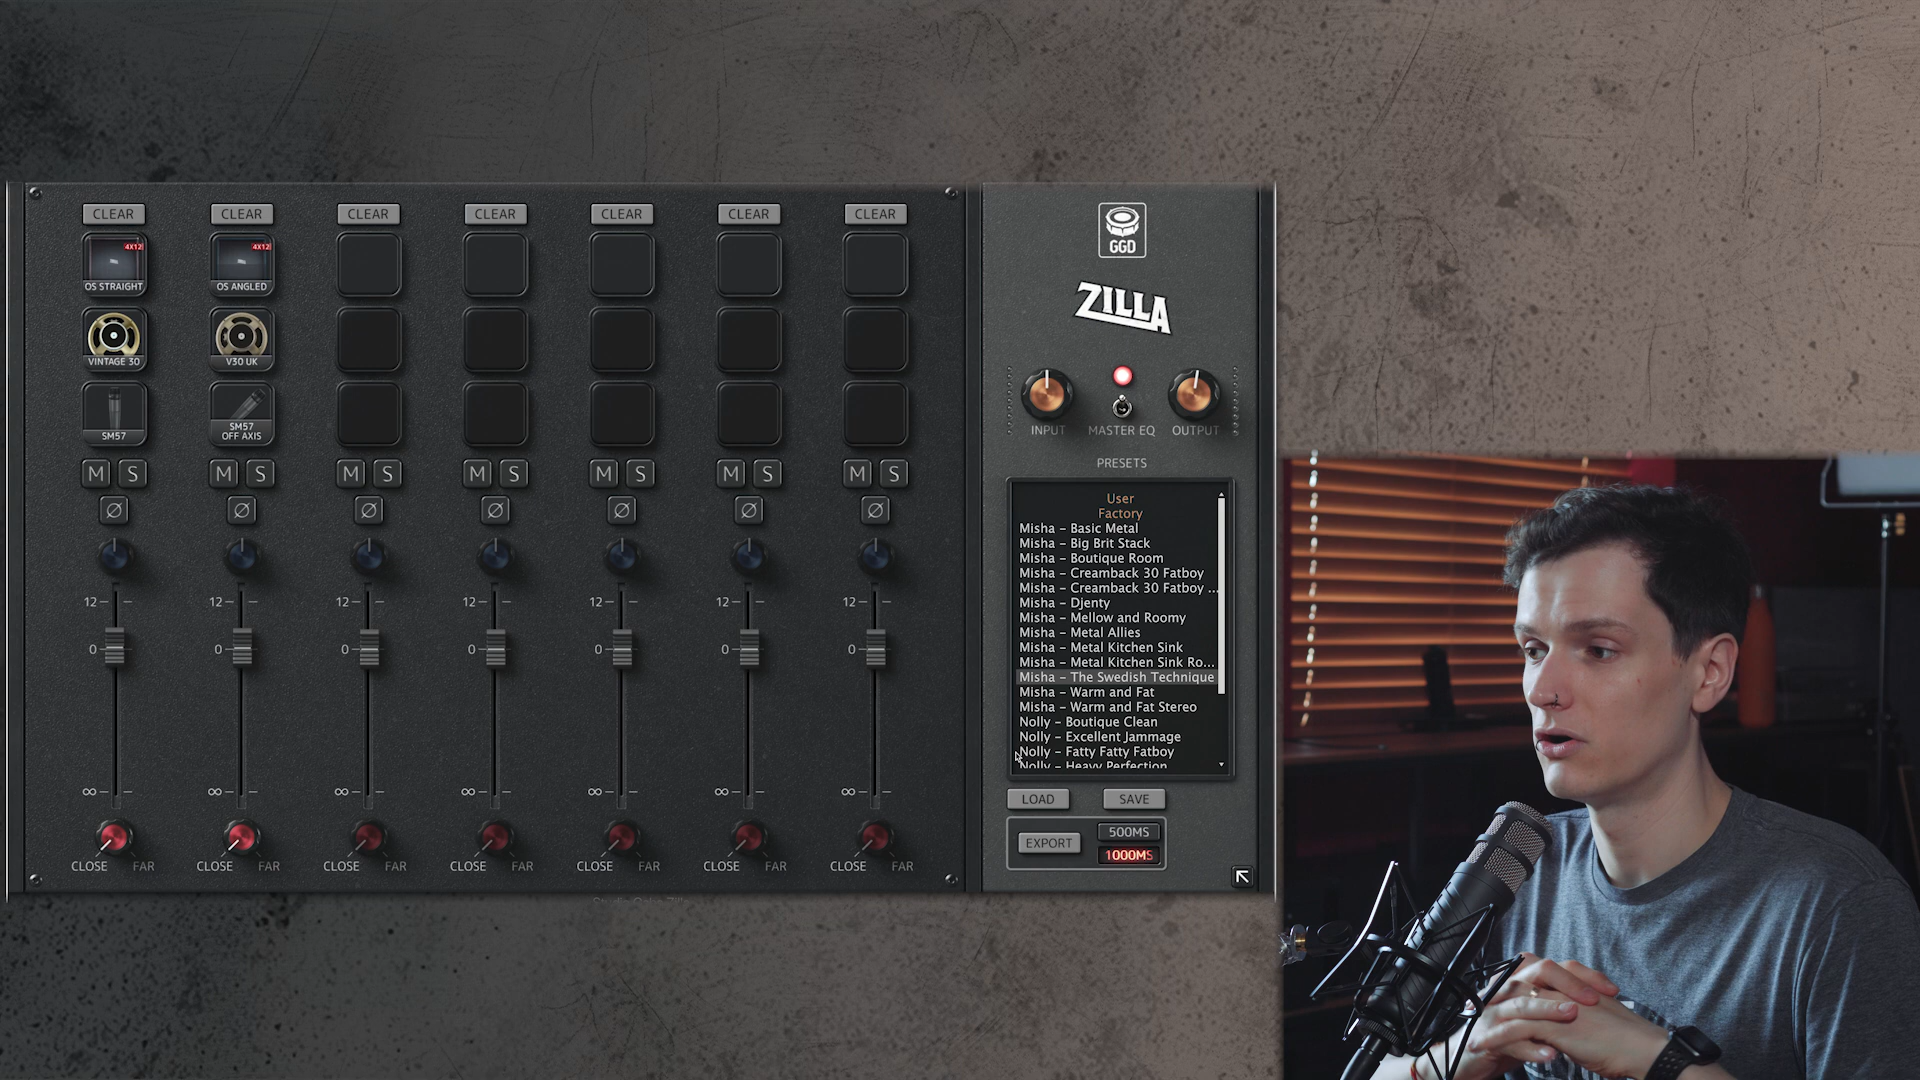 CLEAR CLEAR CLEAR CLEAR CLEAR CLEAR CLEAR
4X12 4X12
OS STRAIGHT OS ANGLED
VINTAGE 30 V30 UK
SM57 SM57
OFF AXIS
M S M S M S M S M S M S M S
Ø Ø Ø Ø Ø Ø Ø
12 12 12 12 12 12 12
0 0 0 0 0 0 0
∞ ∞ ∞ ∞ ∞ ∞ ∞
CLOSE FAR CLOSE FAR CLOSE FAR CLOSE FAR CLOSE FAR CLOSE FAR CLOSE FAR
GGD
ZILLA
INPUT MASTER EQ OUTPUT
PRESETS
User
Factory
Misha – Basic Metal
Misha – Big Brit Stack
Misha – Boutique Room
Misha – Creamback 30 Fatboy
Misha – Creamback 30 Fatboy ...
Misha – Djenty
Misha – Mellow and Roomy
Misha – Metal Allies
Misha – Metal Kitchen Sink
Misha – Metal Kitchen Sink Ro...
Misha – The Swedish Technique
Misha – Warm and Fat
Misha – Warm and Fat Stereo
Nolly – Boutique Clean
Nolly – Excellent Jammage
Nolly – Fatty Fatty Fatboy
Nolly – Heavy Perfection
LOAD SAVE
EXPORT 500MS
1000MS